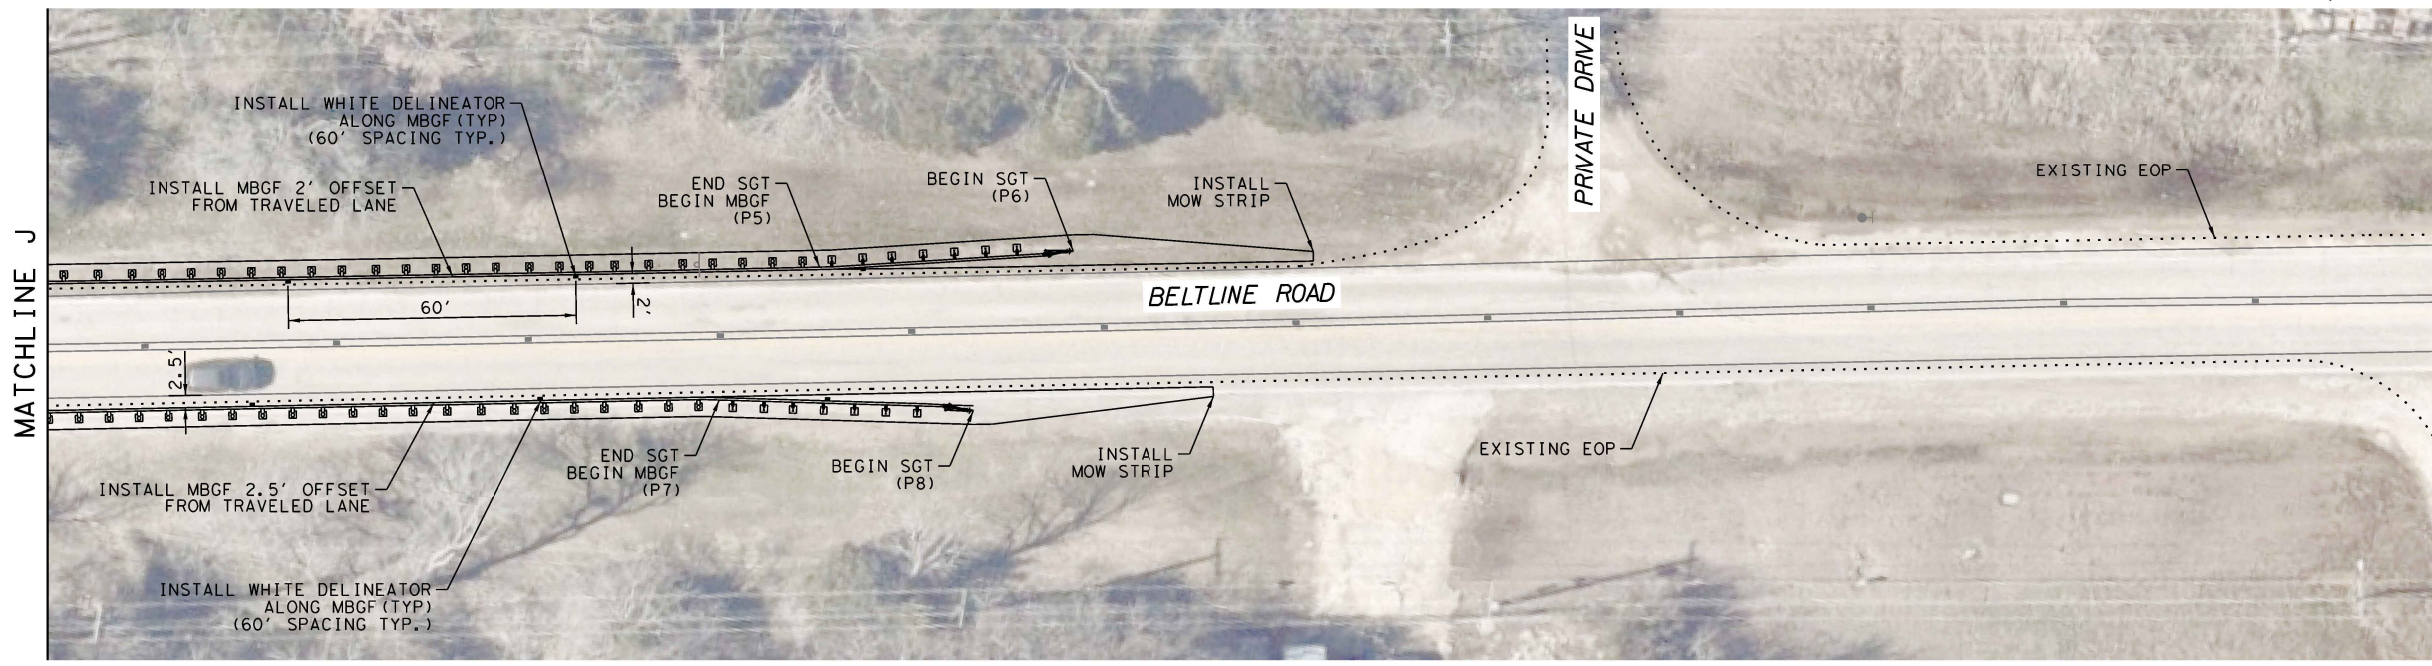 INSTALL WHITE DELINEATOR
ALONG MBGF(TYP)
(60' SPACING TYP.)
INSTALL MBGF 2' OFFSET
FROM TRAVELED LANE
END SGT
BEGIN MBGF
(P5)
BEGIN SGT
(P6)
INSTALL
MOW STRIP
PRIVATE DRIVE
EXISTING EOP
MATCHLINE J
60'
2'
BELTLINE ROAD
2.5'
INSTALL MBGF 2.5' OFFSET
FROM TRAVELED LANE
END SGT
BEGIN MBGF
(P7)
BEGIN SGT
(P8)
INSTALL
MOW STRIP
EXISTING EOP
INSTALL WHITE DELINEATOR
ALONG MBGF(TYP)
(60' SPACING TYP.)